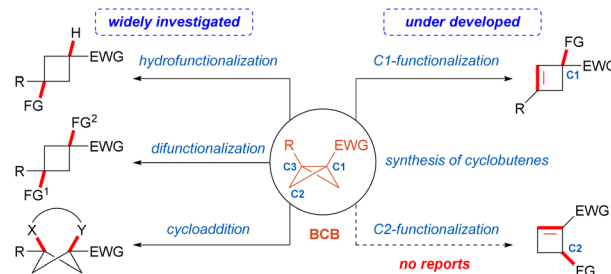 widely investigated
under developed
H
EWG
R
FG
hydrofunctionalization
C1-functionalization
FG
EWG
C1
R
FG2
EWG
R
FG1
difunctionalization
R
EWG
C3
C1
C2
BCB
synthesis of cyclobutenes
X
Y
R
EWG
cycloaddition
C2-functionalization
no reports
EWG
C2
FG